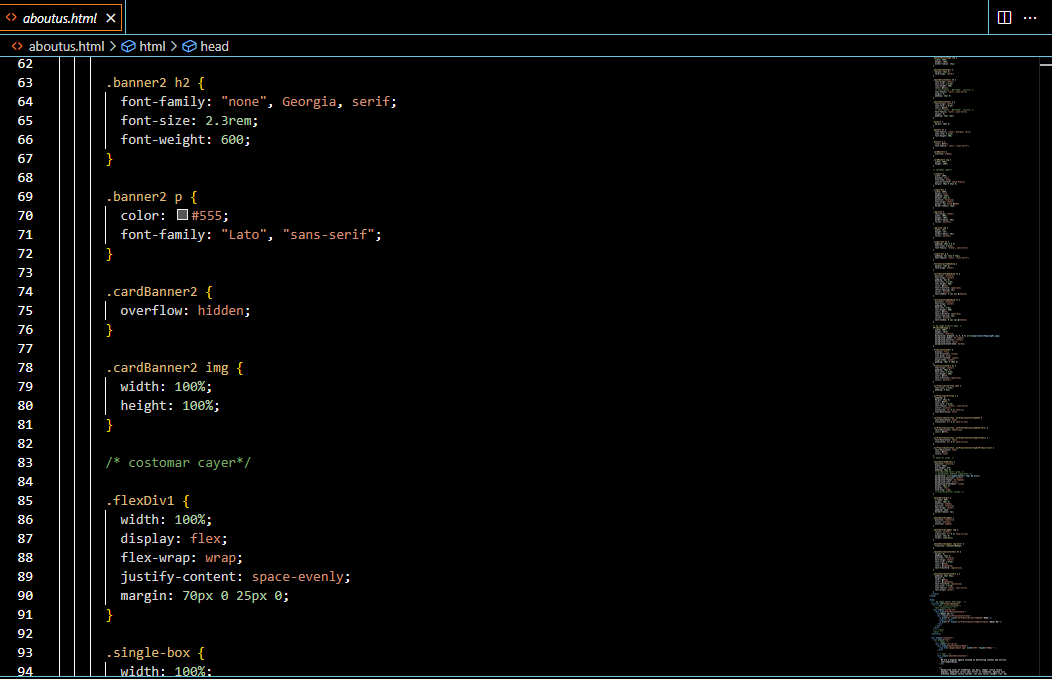 aboutus.html
aboutus.html > html > head
62
63 .banner2 h2 {
64 font-family: "none", Georgia, serif;
65 font-size: 2.3rem;
66 font-weight: 600;
67 }
68
69 .banner2 p {
70 color: #555;
71 font-family: "Lato", "sans-serif";
72 }
73
74 .cardBanner2 {
75 overflow: hidden;
76 }
77
78 .cardBanner2 img {
79 width: 100%;
80 height: 100%;
81 }
82
83 /* costomar cayer*/
84
85 .flexDiv1 {
86 width: 100%;
87 display: flex;
88 flex-wrap: wrap;
89 justify-content: space-evenly;
90 margin: 70px 0 25px 0;
91 }
92
93 .single-box {
94 width: 100%;